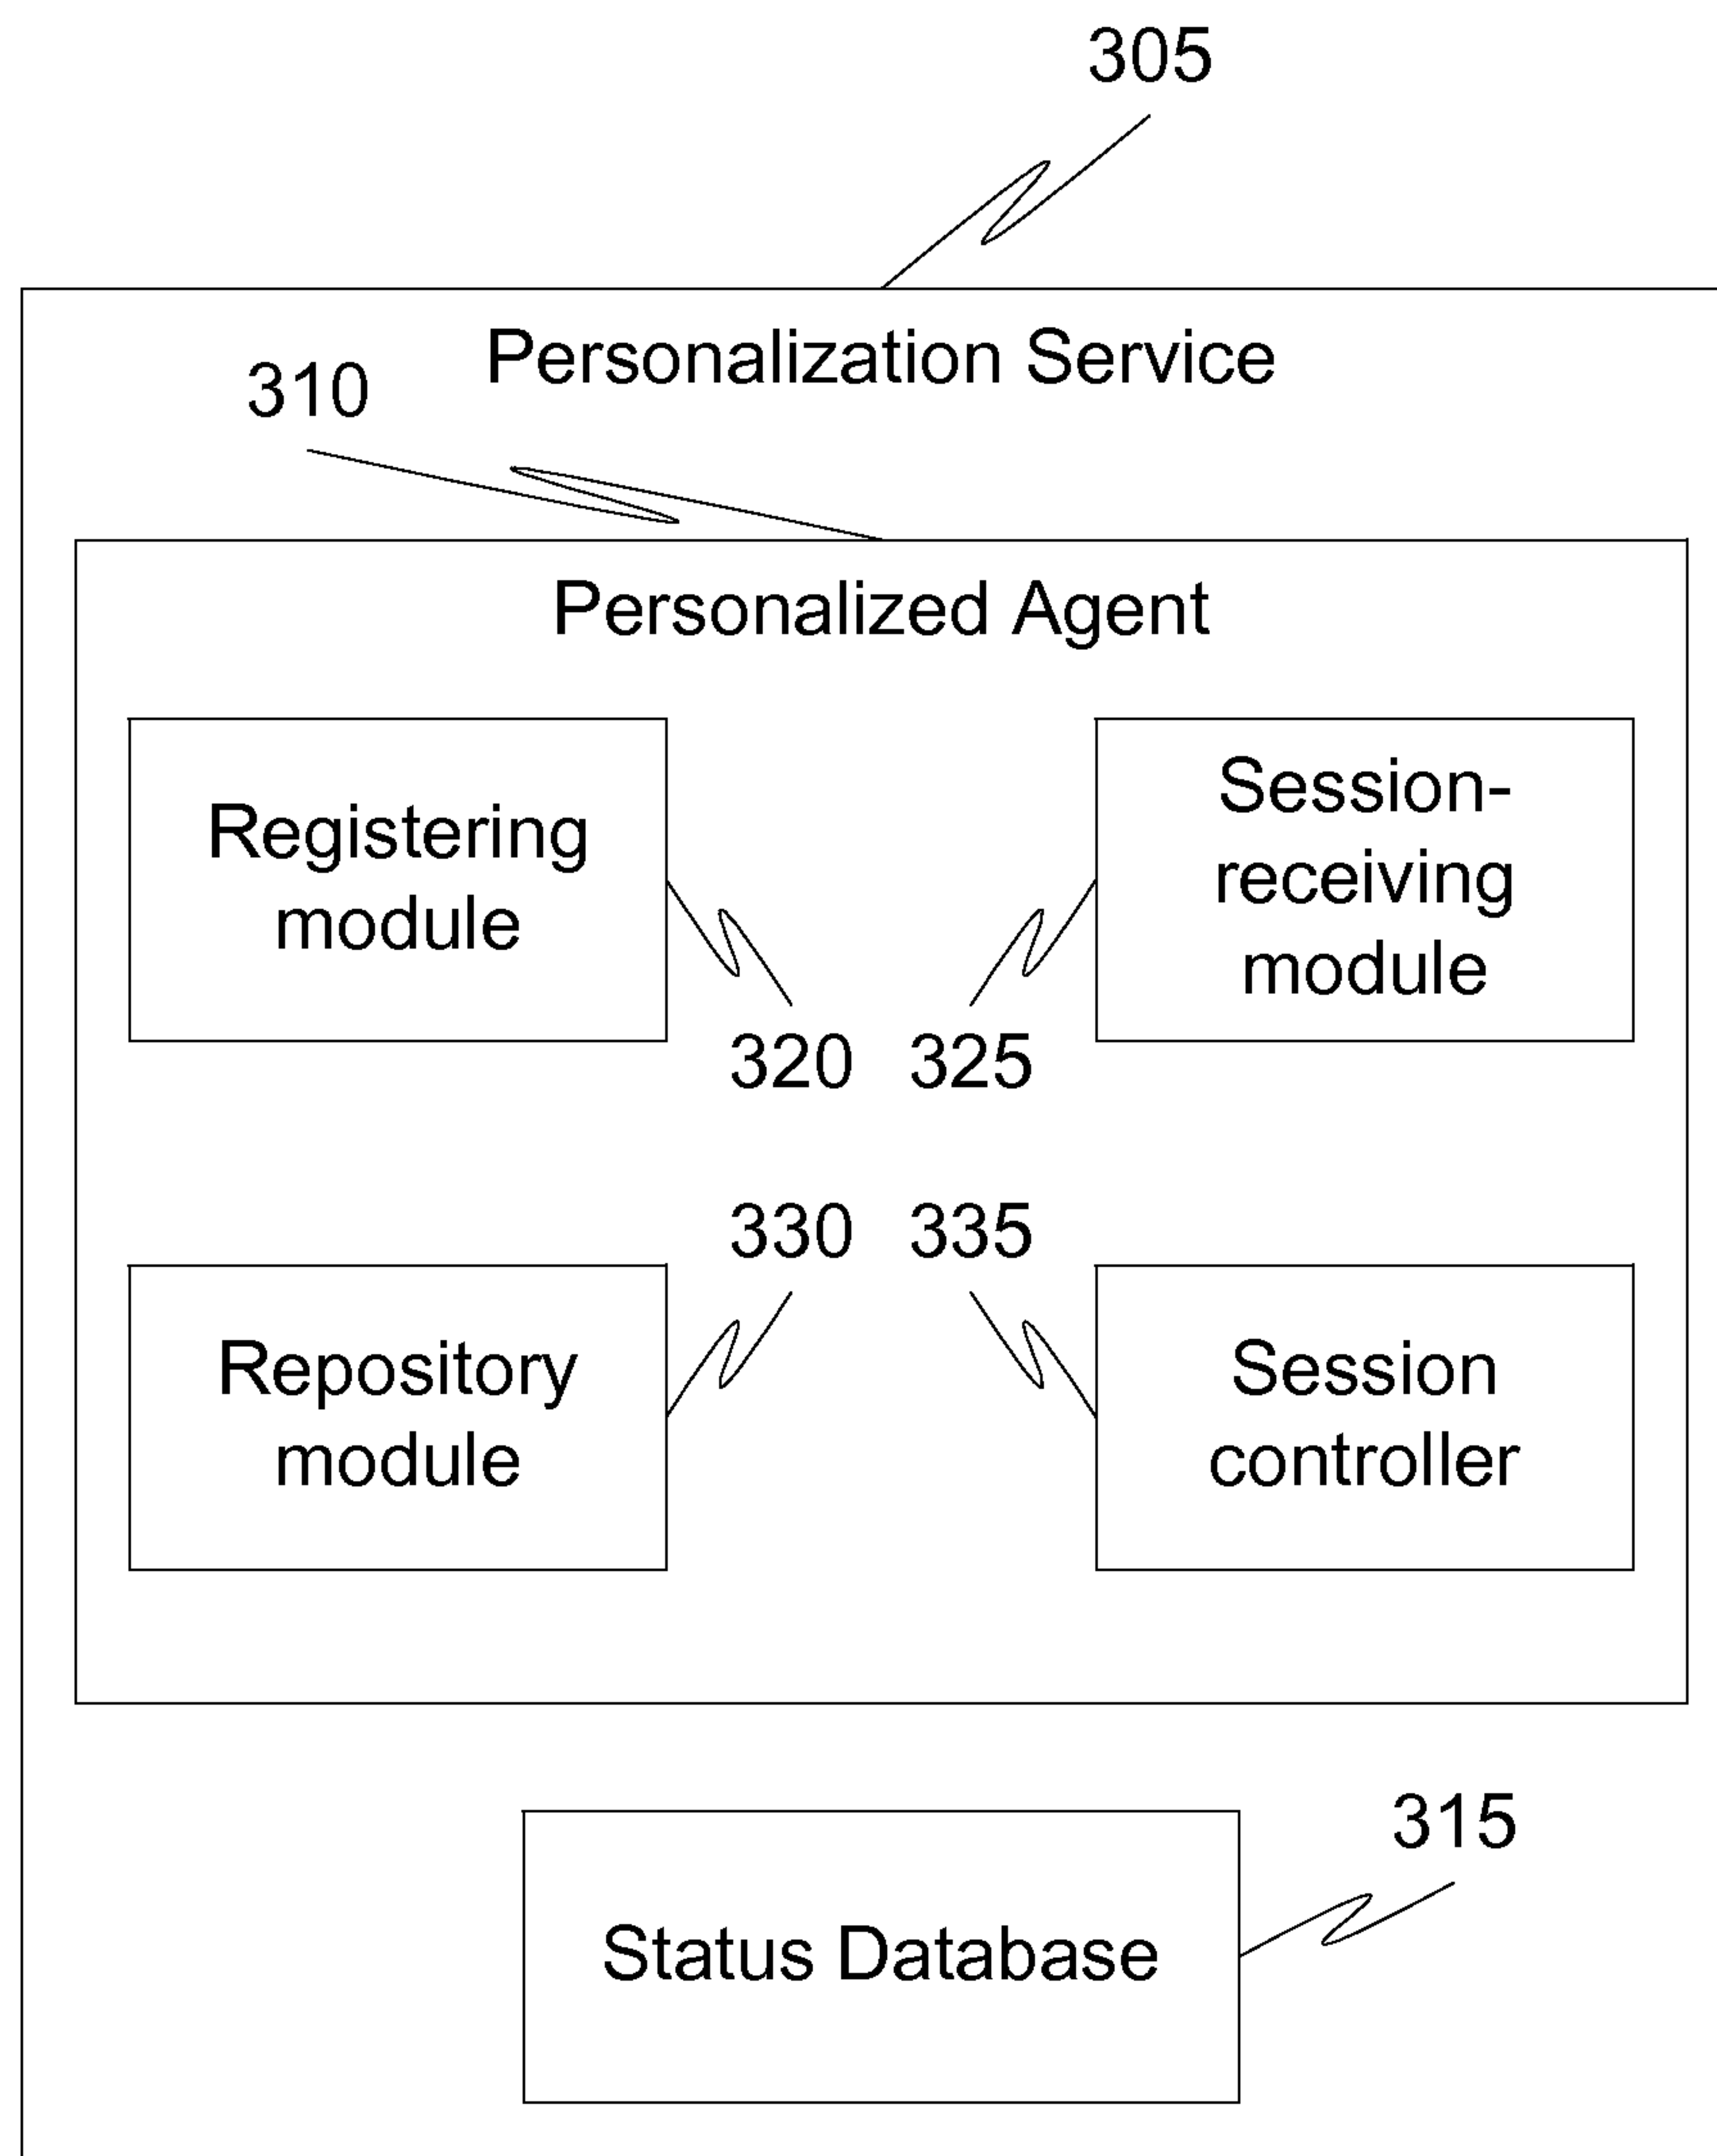 305
Personalization Service
310
Personalized Agent
Registering
module
Session-
receiving
module
320
325
330
335
Repository
module
Session
controller
315
Status Database